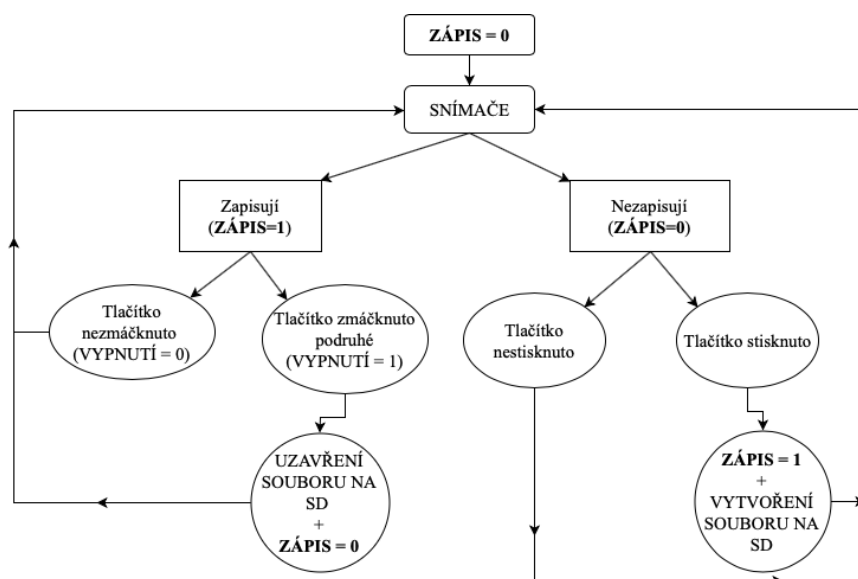 ZÁPIS = 0
SNÍMAČE
Zapisují
(ZÁPIS=1)
Nezapisují
(ZÁPIS=0)
Tlačítko
nezmáčknuto
(VYPNUTÍ = 0)
Tlačítko zmáčknuto
podruhé
(VYPNUTÍ = 1)
Tlačítko
nestisknuto
Tlačítko stisknuto
UZAVŘENÍ
SOUBORU NA
SD
+
ZÁPIS = 0
ZÁPIS = 1
+
VYTVOŘENÍ
SOUBORU NA
SD